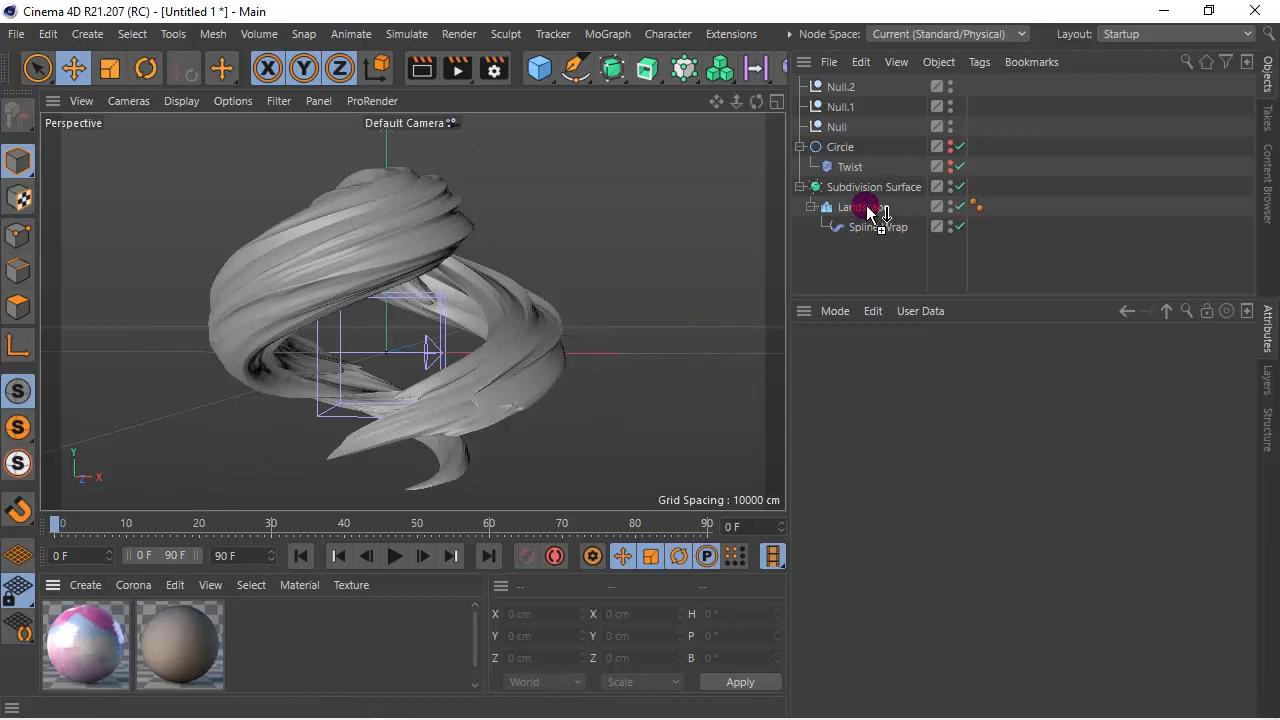 Cinema 4D R21.207 (RC) - [Untitled 1 *] - Main
File Edit Create Select Tools Mesh Volume Snap Animate Simulate Render Sculpt Tracker MoGraph Character Extensions Node Space: Current (Standard/Physical) Layout: Startup
File Edit View Object Tags Bookmarks
View Cameras Display Options Filter Panel ProRender
Perspective
Default Camera
Null.2
Null.1
Null
Circle
Twist
Subdivision Surface
Spline Wrap
Mode Edit User Data
Objects
Takes
Content Browser
Attributes
Layers
Structure
Y
Z X
Grid Spacing : 10000 cm
0 10 20 30 40 50 60 70 80 90 0 F
0 F 0 F 90 F 90 F
Create Corona Edit View Select Material Texture
-- -- --
X 0 cm X 0 cm H 0 °
Y 0 cm Y 0 cm P 0 °
Z 0 cm Z 0 cm B 0 °
World Scale Apply